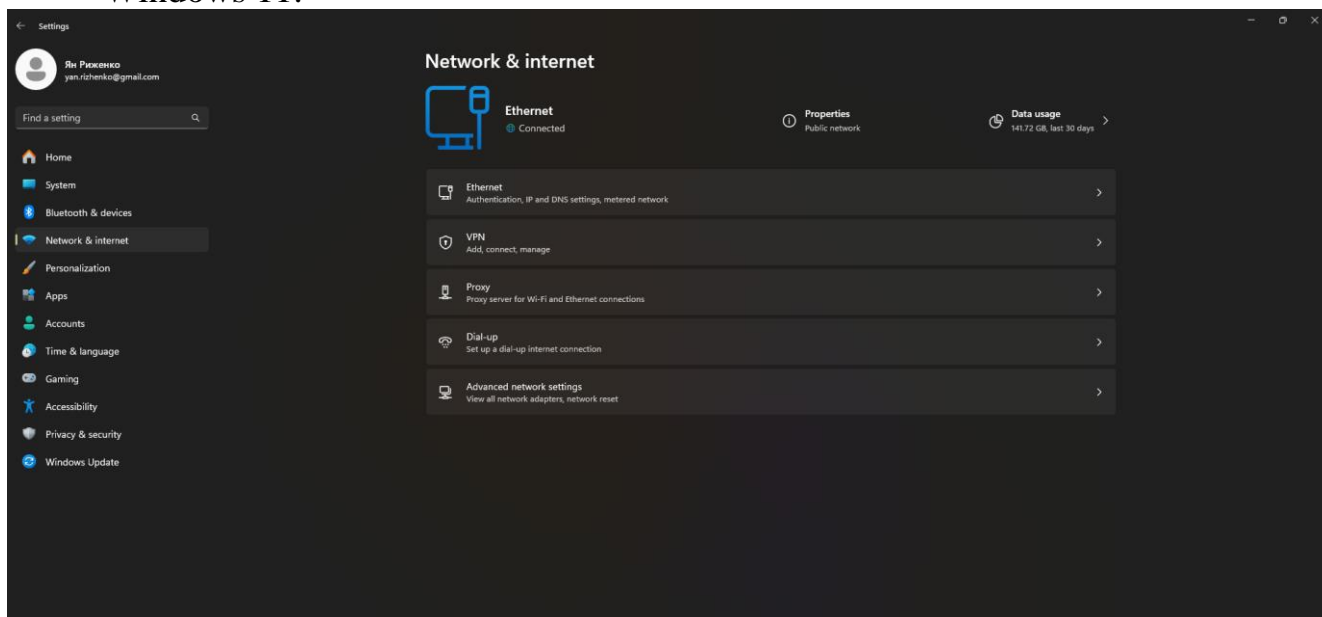 Windows 11.
Settings
Ян Риженко
yan.rizhenko@gmail.com
Find a setting
Home
System
Bluetooth & devices
Network & internet
Personalization
Apps
Accounts
Time & language
Gaming
Accessibility
Privacy & security
Windows Update
Network & internet
Ethernet
Connected
Properties
Public network
Data usage
141.72 GB, last 30 days
Ethernet
Authentication, IP and DNS settings, metered network
VPN
Add, connect, manage
Proxy
Proxy server for Wi-Fi and Ethernet connections
Dial-up
Set up a dial-up internet connection
Advanced network settings
View all network adapters, network reset